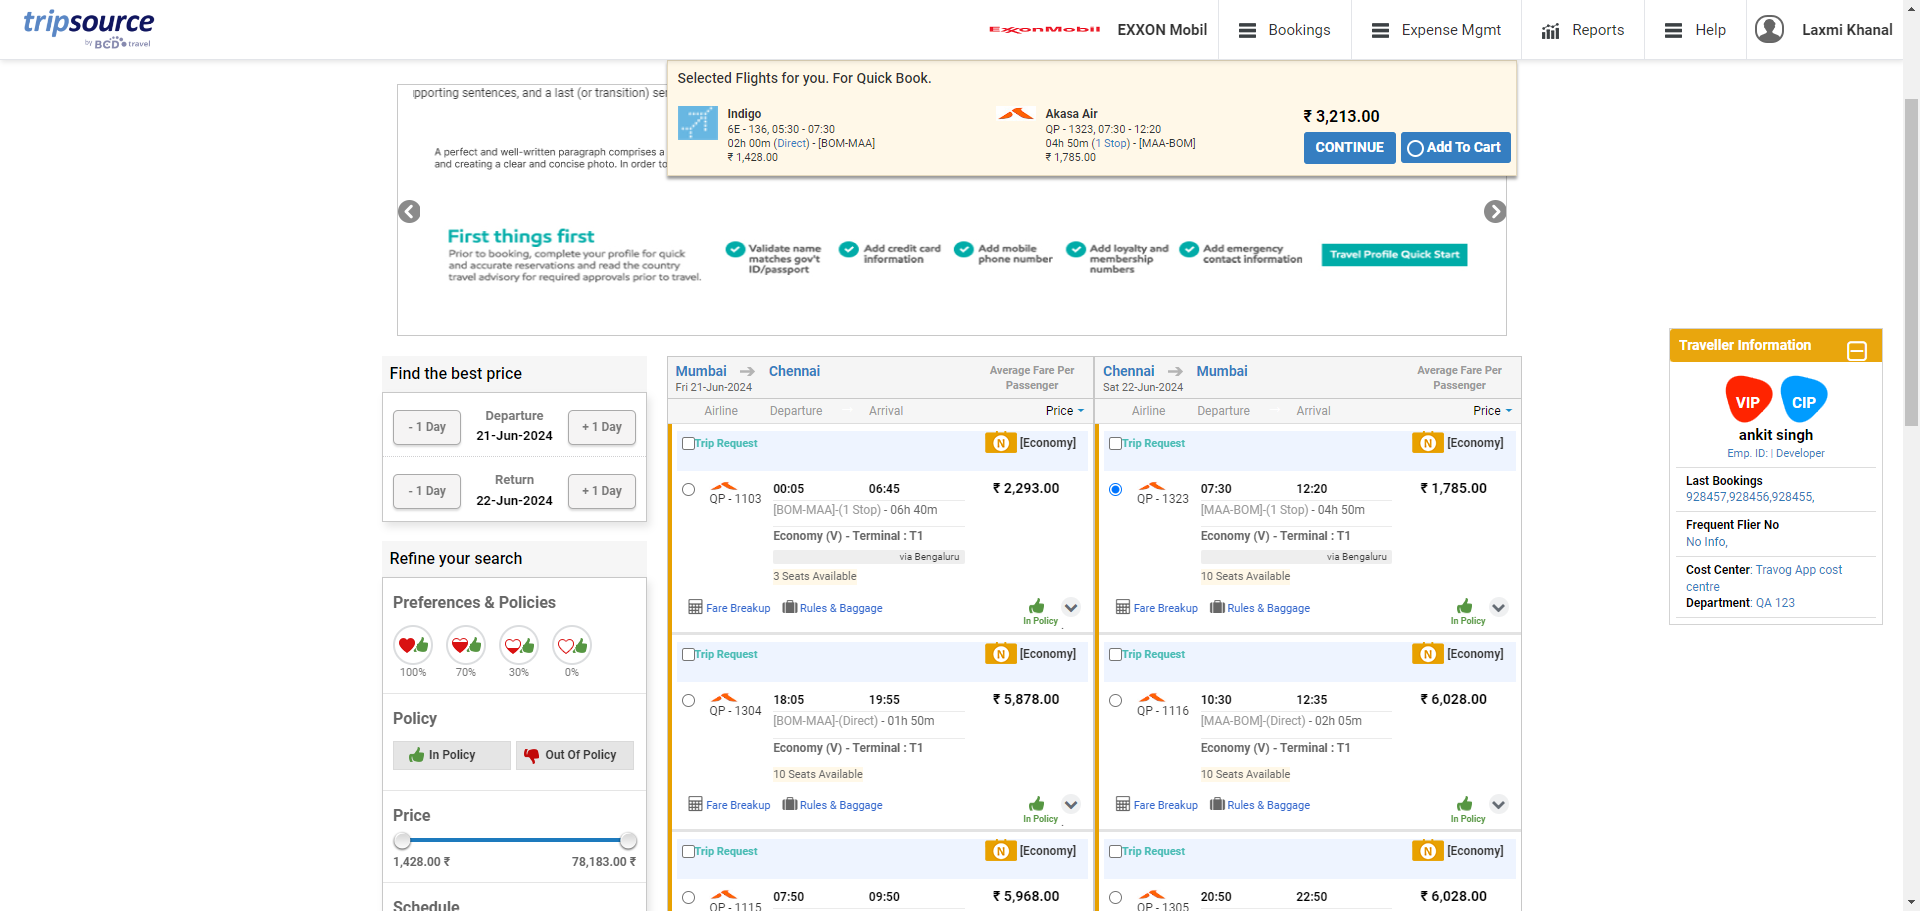 tripsource
by BCD travel
ExxonMobil
EXXON Mobil
Bookings
Expense Mgmt
Reports
Help
Laxmi Khanal
Selected Flights for you. For Quick Book.
Indigo
6E - 136, 05:30 - 07:30
02h 00m (Direct) - [BOM-MAA]
₹ 1,428.00
Akasa Air
QP - 1323, 07:30 - 12:20
04h 50m (1 Stop) - [MAA-BOM]
₹ 1,785.00
₹ 3,213.00
CONTINUE
Add To Cart
pporting sentences, and a last (or transition) se
A perfect and well-written paragraph comprises a
and creating a clear and concise photo. In order to
First things first
Prior to booking, complete your profile for quick
and accurate reservations and read the country
travel advisory for required approvals prior to travel.
Validate name
matches gov't
ID/passport
Add credit card
information
Add mobile
phone number
Add loyalty and
membership
numbers
Add emergency
contact information
Travel Profile Quick Start
Find the best price
- 1 Day
Departure
21-Jun-2024
+ 1 Day
- 1 Day
Return
22-Jun-2024
+ 1 Day
Refine your search
Preferences & Policies
100%
70%
30%
0%
Policy
In Policy
Out Of Policy
Price
1,428.00 ₹
78,183.00 ₹
Schedule
Mumbai
Chennai
Fri 21-Jun-2024
Average Fare Per
Passenger
Airline
Departure
Arrival
Price
Trip Request
N
[Economy]
QP - 1103
00:05
06:45
₹ 2,293.00
[BOM-MAA]-(1 Stop) - 06h 40m
Economy (V) - Terminal : T1
via Bengaluru
3 Seats Available
Fare Breakup
Rules & Baggage
In Policy
Trip Request
N
[Economy]
QP - 1304
18:05
19:55
₹ 5,878.00
[BOM-MAA]-(Direct) - 01h 50m
Economy (V) - Terminal : T1
10 Seats Available
Fare Breakup
Rules & Baggage
In Policy
Trip Request
N
[Economy]
QP - 1115
07:50
09:50
₹ 5,968.00
Chennai
Mumbai
Sat 22-Jun-2024
Average Fare Per
Passenger
Airline
Departure
Arrival
Price
Trip Request
N
[Economy]
QP - 1323
07:30
12:20
₹ 1,785.00
[MAA-BOM]-(1 Stop) - 04h 50m
Economy (V) - Terminal : T1
via Bengaluru
10 Seats Available
Fare Breakup
Rules & Baggage
In Policy
Trip Request
N
[Economy]
QP - 1116
10:30
12:35
₹ 6,028.00
[MAA-BOM]-(Direct) - 02h 05m
Economy (V) - Terminal : T1
10 Seats Available
Fare Breakup
Rules & Baggage
In Policy
Trip Request
N
[Economy]
QP - 1305
20:50
22:50
₹ 6,028.00
Traveller Information
VIP
CIP
ankit singh
Emp. ID: | Developer
Last Bookings
928457,928456,928455,
Frequent Flier No
No Info,
Cost Center: Travog App cost
centre
Department: QA 123